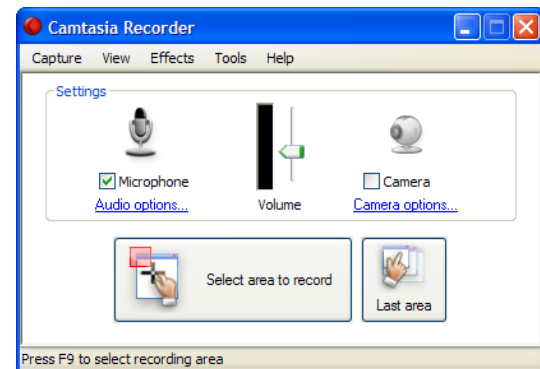 Camtasia Recorder
Capture View Effects Tools Help
Settings
Microphone
Camera
Audio options...
Volume
Camera options...
Select area to record
Last area
Press F9 to select recording area